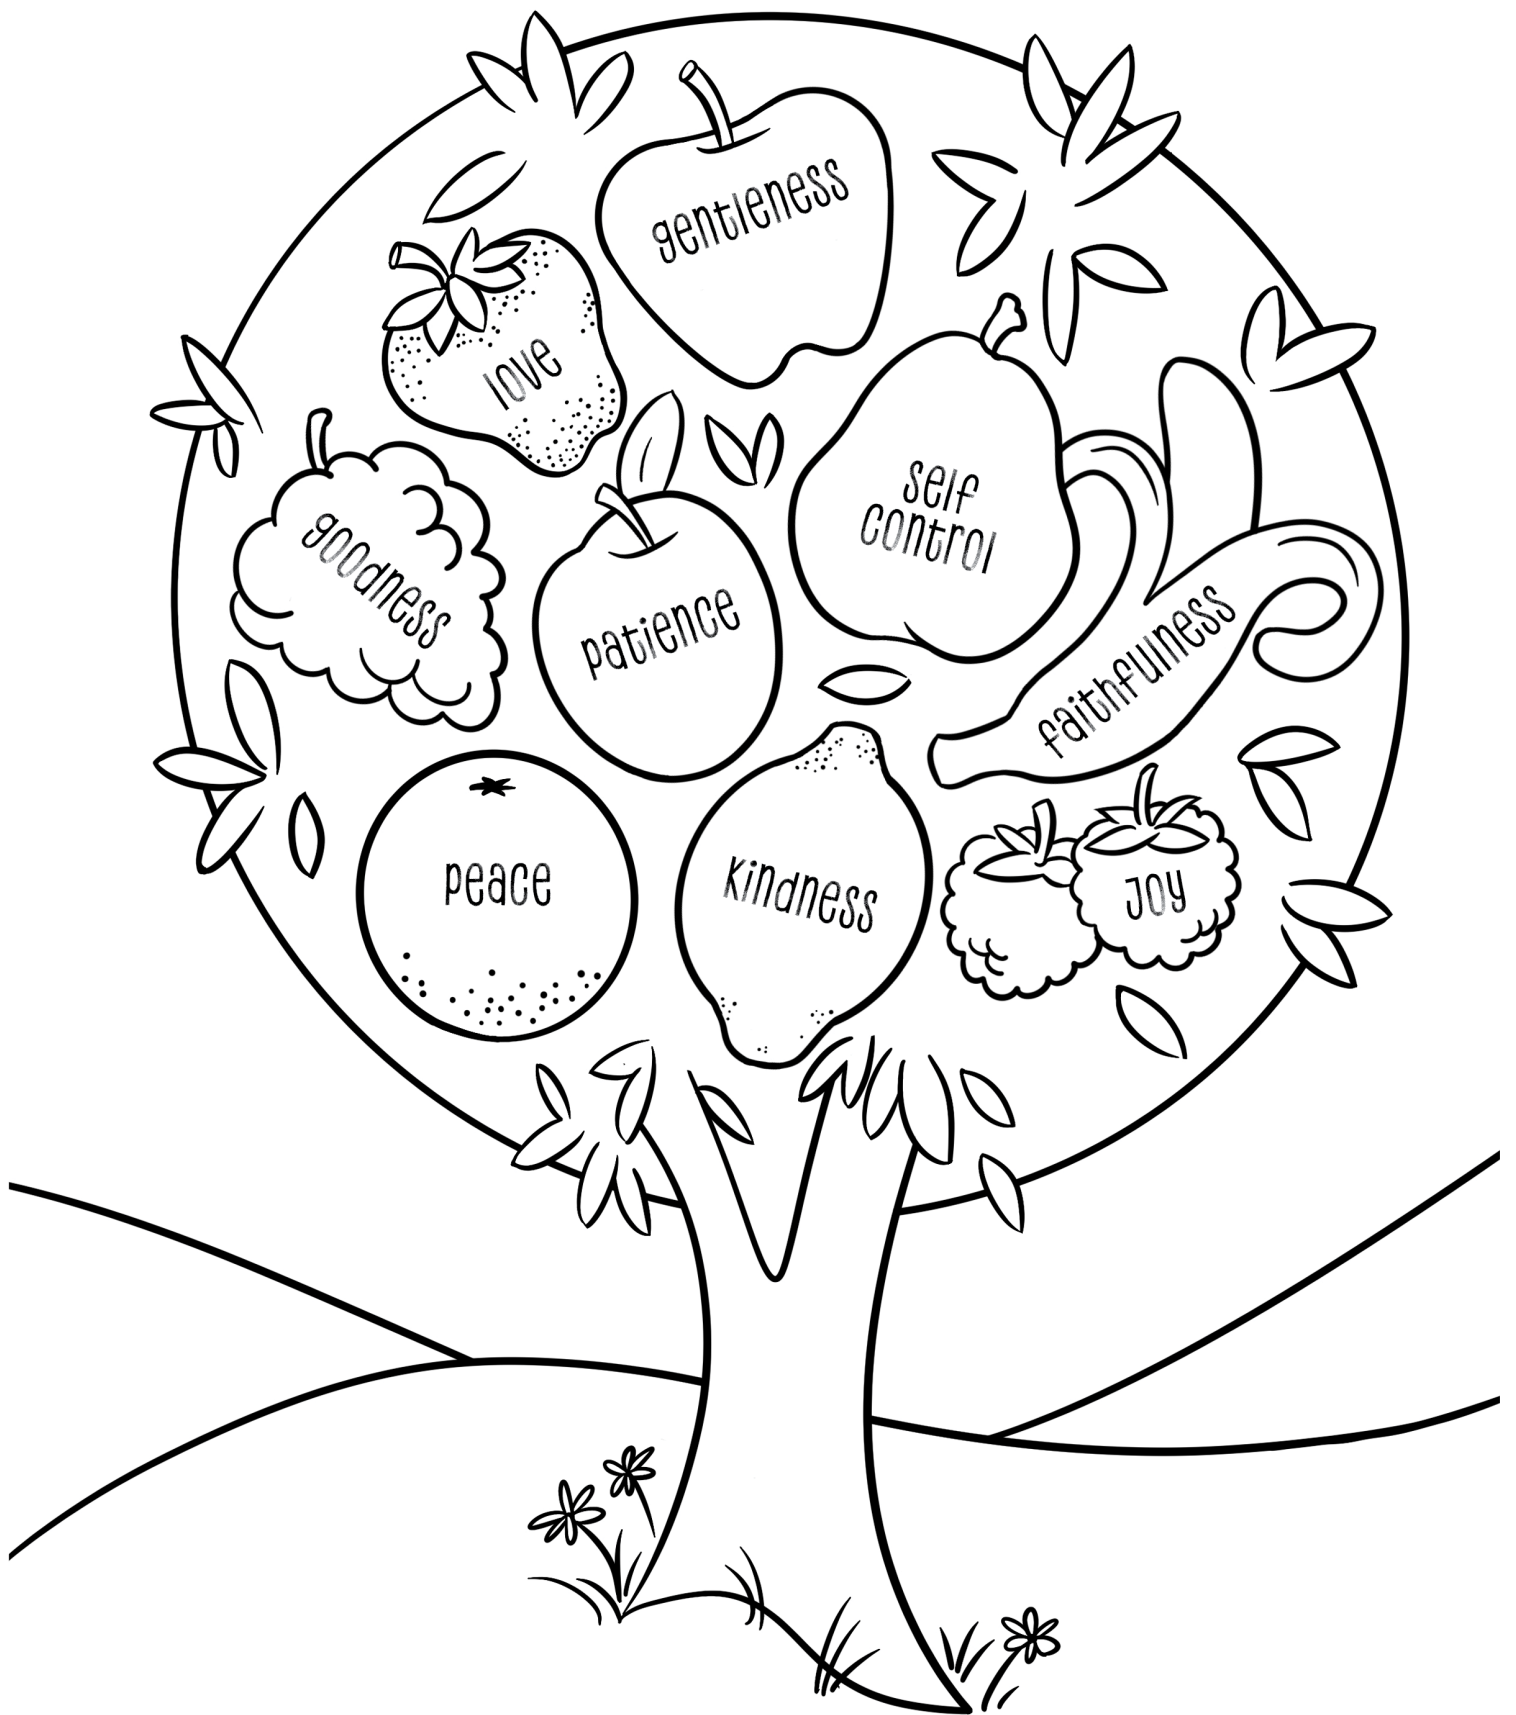 gentleness
love
self
control
goodness
patience
faithfulness
peace
kindness
JOY